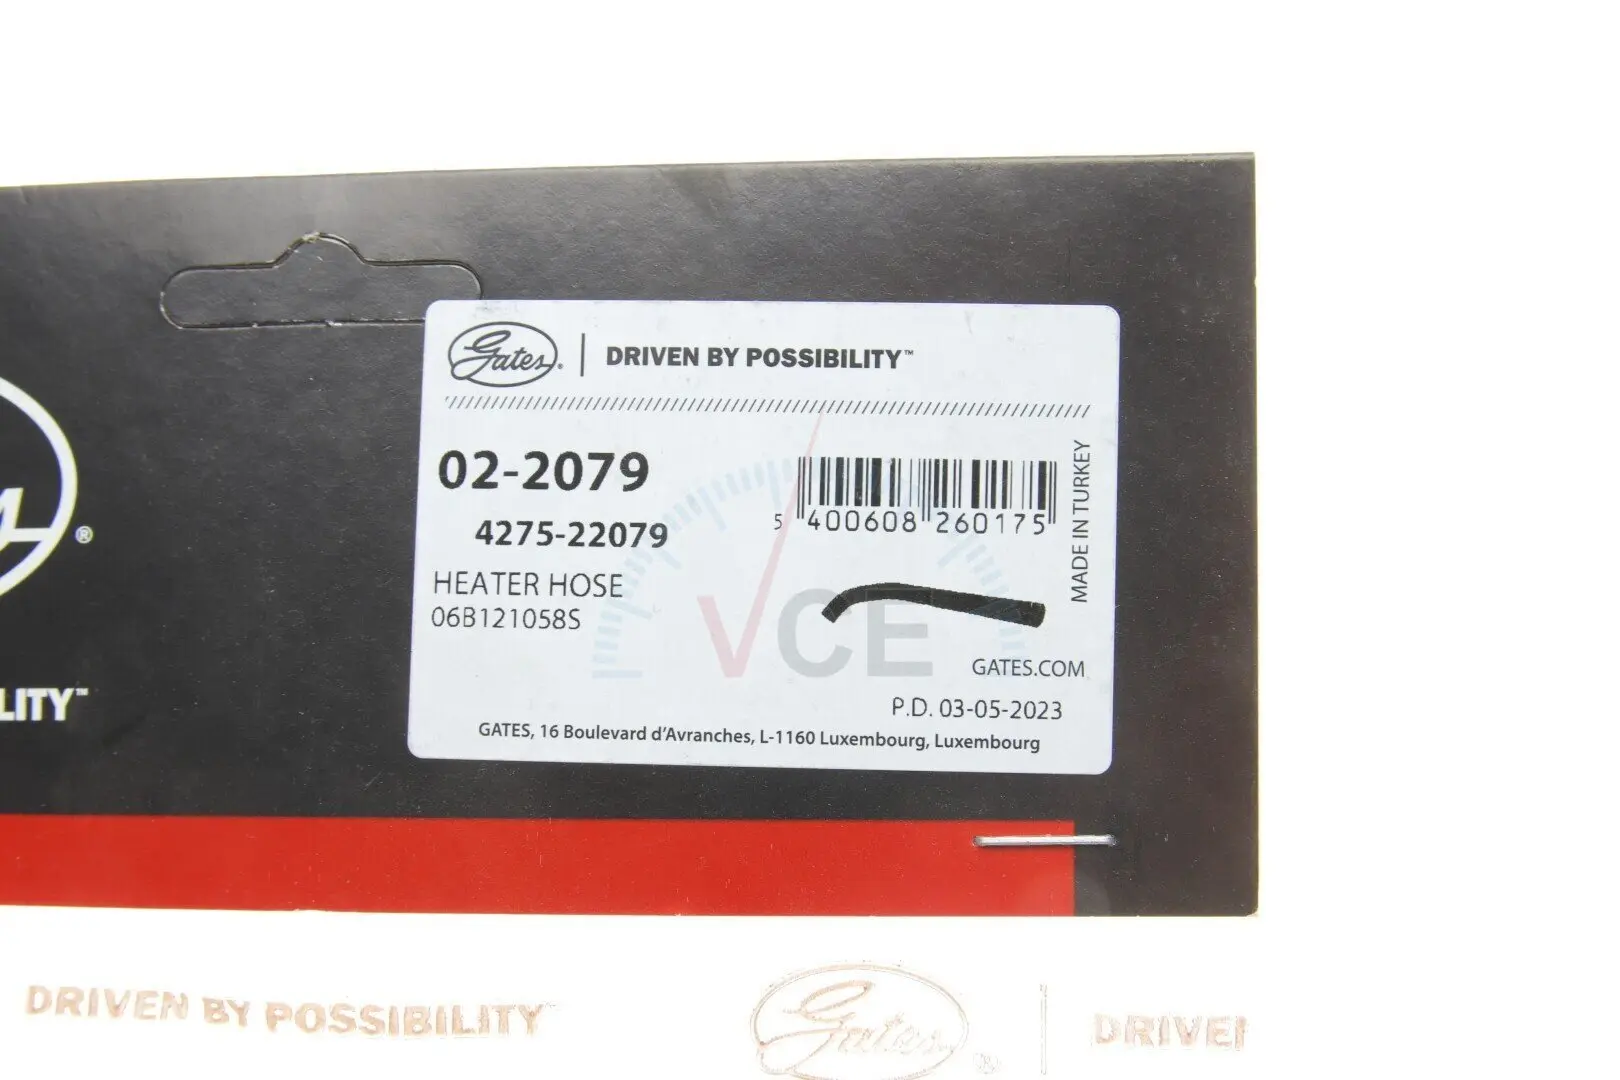 ®
LITY™
Gates® | DRIVEN BY POSSIBILITY™
02-2079
4275-22079
HEATER HOSE
06B121058S
5 400608 260175
MADE IN TURKEY
VCE
GATES.COM
P.D. 03-05-2023
GATES, 16 Boulevard d'Avranches, L-1160 Luxembourg, Luxembourg
DRIVEN BY POSSIBILITY™
Gates® | DRIVEN